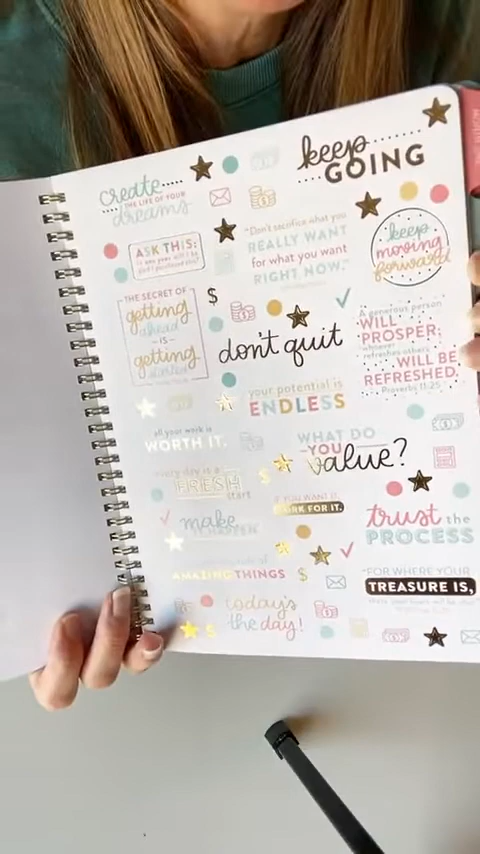 keep
GOING
create
THE LIFE OF YOUR
dreams
ASK THIS:
"Don't sacrifice what you
REALLY WANT
for what you want
RIGHT NOW."
keep
moving
forward
THE SECRET OF
getting
ahead
IS
getting
started
$
don't quit
A generous person
WILL
PROSPER;
whoever
refreshes others
WILL BE
REFRESHED.
Proverbs 11:25
your potential is
ENDLESS
all your work is
WORTH IT.
WHAT DO
YOU
value?
every day is a
FRESH
start
$
IF YOU WANT IT,
WORK FOR IT.
trust the
PROCESS
make
AMAZING THINGS
$
"FOR WHERE YOUR
TREASURE IS,
today's
the day!
$